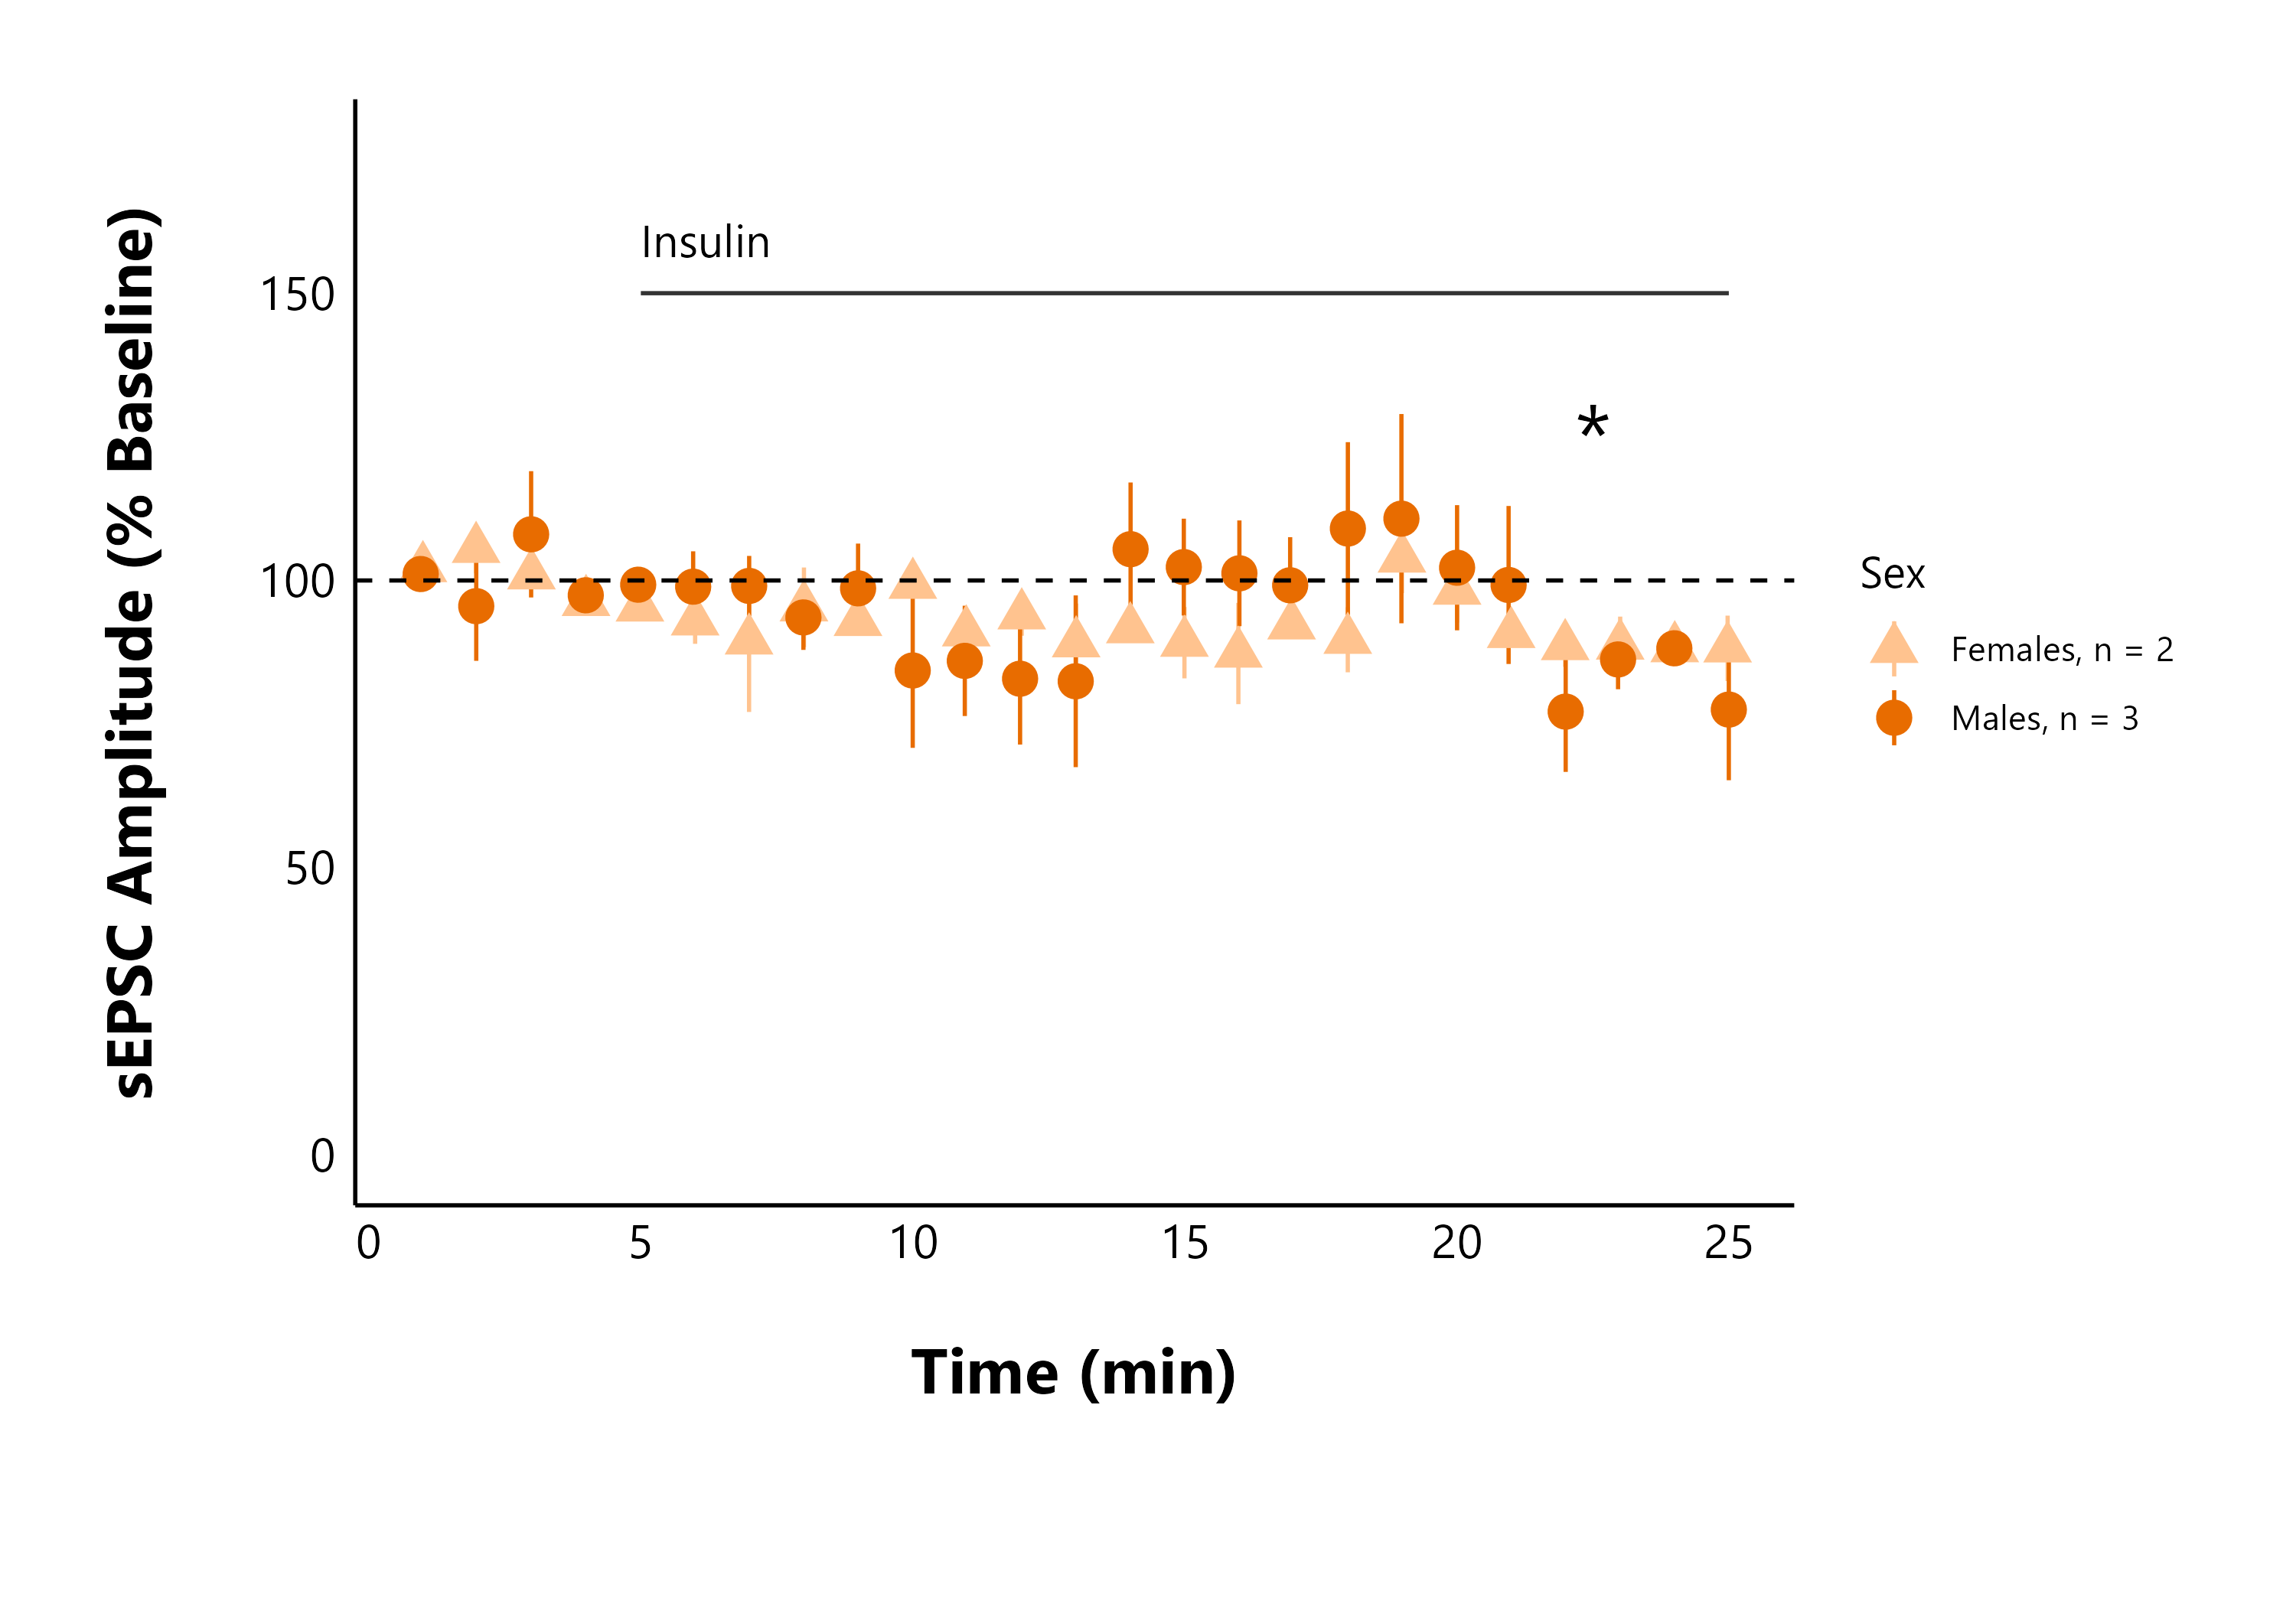 sEPSC Amplitude (% Baseline)
150
100
50
0
Insulin
*
0 5 10 15 20 25
Time (min)
Sex
Females, n = 2
Males, n = 3